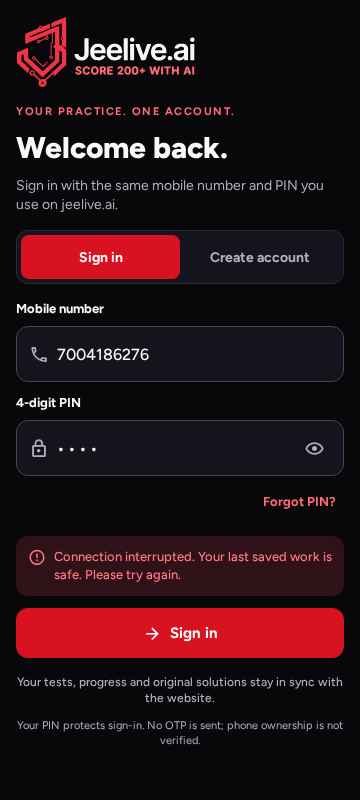 Jeelive.ai
SCORE 200+ WITH AI
YOUR PRACTICE. ONE ACCOUNT.
Welcome back.
Sign in with the same mobile number and PIN you
use on jeelive.ai.
Sign in
Create account
Mobile number
7004186276
4-digit PIN
••••
Forgot PIN?
Connection interrupted. Your last saved work is
safe. Please try again.
Sign in
Your tests, progress and original solutions stay in sync with
the website.
Your PIN protects sign-in. No OTP is sent; phone ownership is not
verified.